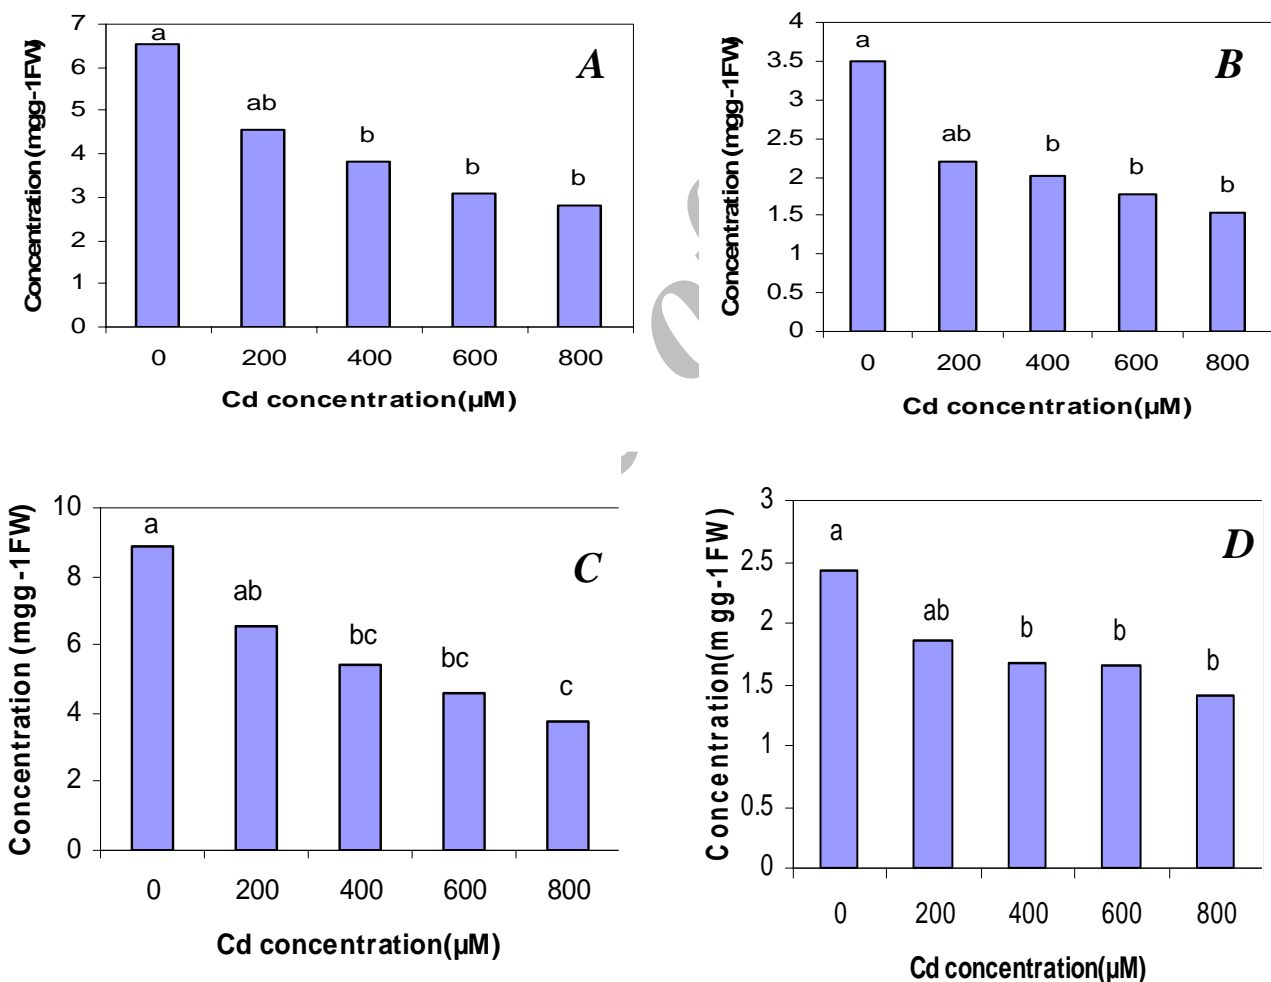 7
6
5
4
3
2
1
0
Concentration (mgg-1FW)
a
ab
b
b
b
A
0 200 400 600 800
Cd concentration(µM)
4
3.5
3
2.5
2
1.5
1
0.5
0
Concentration (mgg-1FW)
a
ab
b
b
b
B
0 200 400 600 800
Cd concentration(µM)
10
8
6
4
2
0
Concentration (mgg-1FW)
a
ab
bc
bc
c
C
0 200 400 600 800
Cd concentration(µM)
3
2.5
2
1.5
1
0.5
0
Concentration(mgg-1FW)
a
ab
b
b
b
D
0 200 400 600 800
Cd concentration(µM)